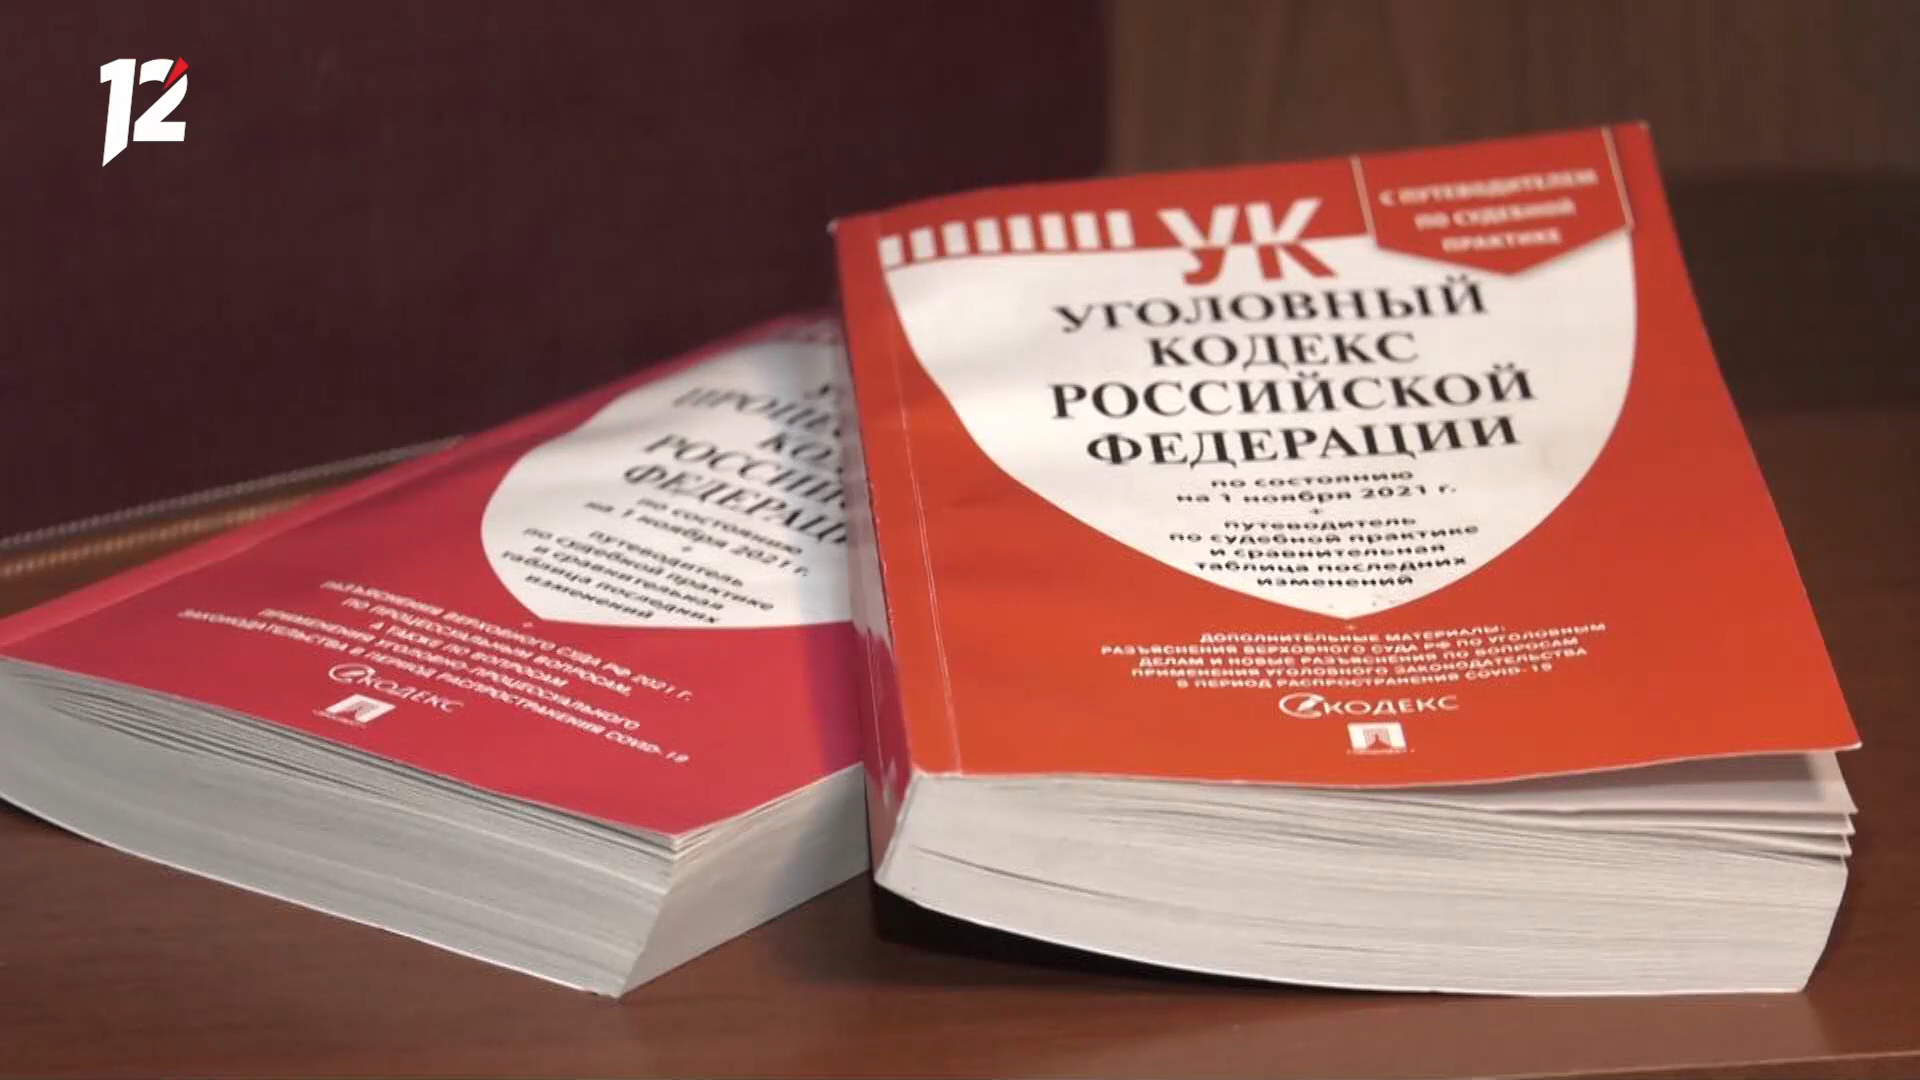 12
УК
С ПУТЕВОДИТЕЛЕМ
ПО СУДЕБНОЙ
ПРАКТИКЕ
УГОЛОВНЫЙ
КОДЕКС
РОССИЙСКОЙ
ФЕДЕРАЦИИ
по состоянию
на 1 ноября 2021 г.
+
путеводитель
по судебной практике
и сравнительная
таблица последних
изменений
ДОПОЛНИТЕЛЬНЫЕ МАТЕРИАЛЫ:
РАЗЪЯСНЕНИЯ ВЕРХОВНОГО СУДА РФ ПО УГОЛОВНЫМ
ДЕЛАМ И НОВЫЕ РАЗЪЯСНЕНИЯ ПО ВОПРОСАМ
ПРИМЕНЕНИЯ УГОЛОВНОГО ЗАКОНОДАТЕЛЬСТВА
В ПЕРИОД РАСПРОСТРАНЕНИЯ COVID-19
КОДЕКС
У
ПРОЦЕС
КОД
РОССИЙС
ФЕДЕРАЦИ
по состоянию
на 1 ноября 2021 г.
+
путеводитель
по судебной практике
и сравнительная
таблица последних
изменений
РАЗЪЯСНЕНИЯ ВЕРХОВНОГО СУДА РФ 2021 Г.
ПО ПРОЦЕССУАЛЬНЫМ ВОПРОСАМ,
А ТАКЖЕ ПО ВОПРОСАМ
ПРИМЕНЕНИЯ УГОЛОВНО-ПРОЦЕССУАЛЬНОГО
ЗАКОНОДАТЕЛЬСТВА В ПЕРИОД РАСПРОСТРАНЕНИЯ COVID-19
КОДЕКС